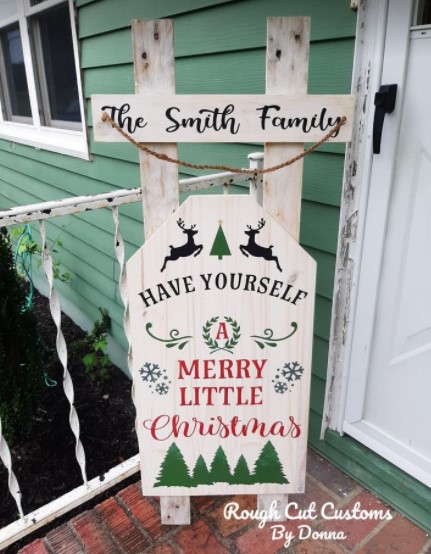 The Smith Family
HAVE YOURSELF
A
MERRY
LITTLE
Christmas
Rough Cut Customs
By Donna